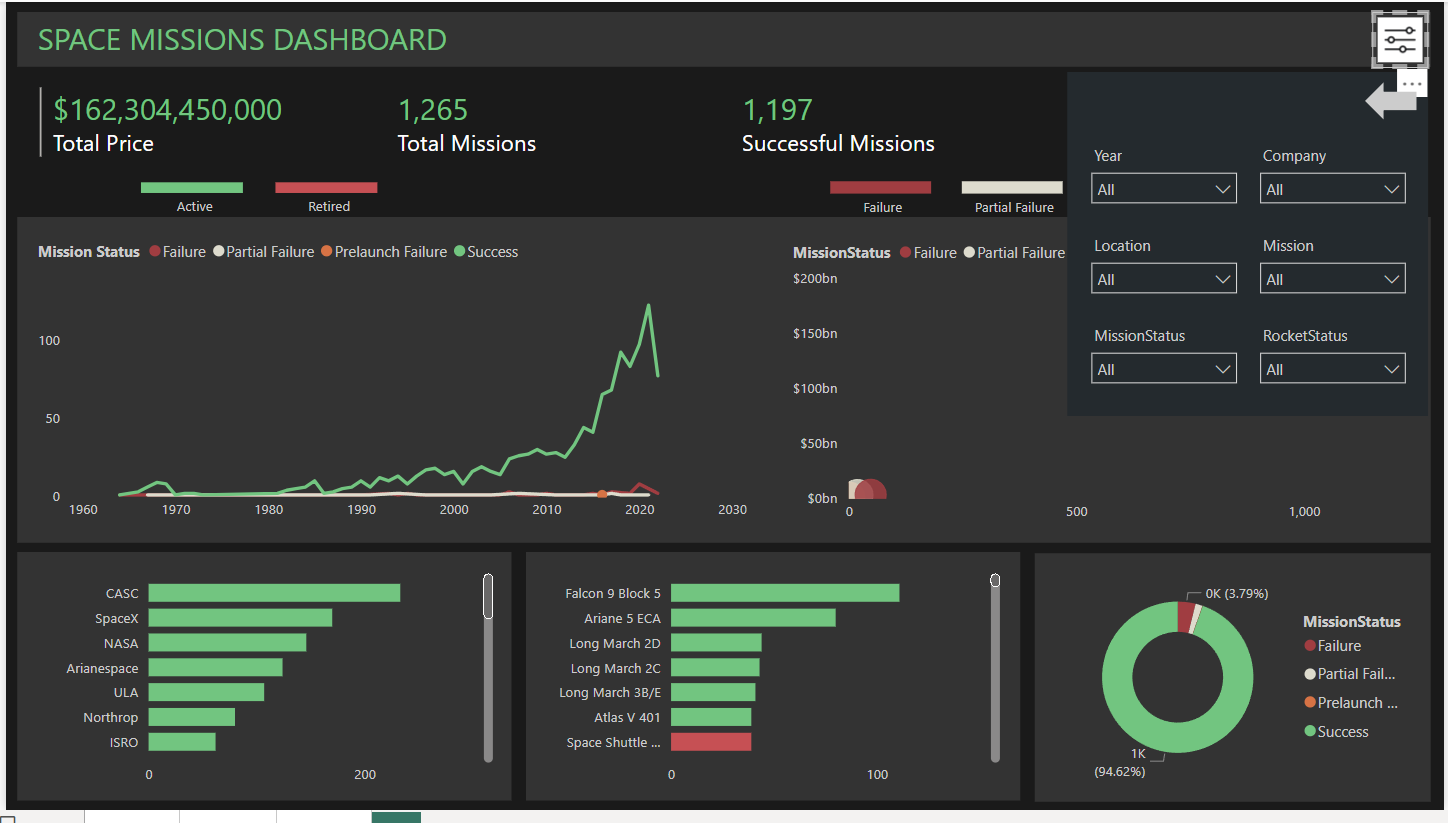 SPACE MISSIONS DASHBOARD
$162,304,450,000
Total Price
1,265
Total Missions
1,197
Successful Missions
Active
Retired
Failure
Partial Failure
Year
Company
All
All
Location
Mission
All
All
MissionStatus
RocketStatus
All
All
Mission Status Failure Partial Failure Prelaunch Failure Success
100
50
0
1960 1970 1980 1990 2000 2010 2020 2030
MissionStatus Failure Partial Failure
$200bn
$150bn
$100bn
$50bn
$0bn
0 500 1,000
CASC
SpaceX
NASA
Arianespace
ULA
Northrop
ISRO
0 200
Falcon 9 Block 5
Ariane 5 ECA
Long March 2D
Long March 2C
Long March 3B/E
Atlas V 401
Space Shuttle ...
0 100
0K (3.79%)
1K
(94.62%)
MissionStatus
Failure
Partial Fail...
Prelaunch ...
Success